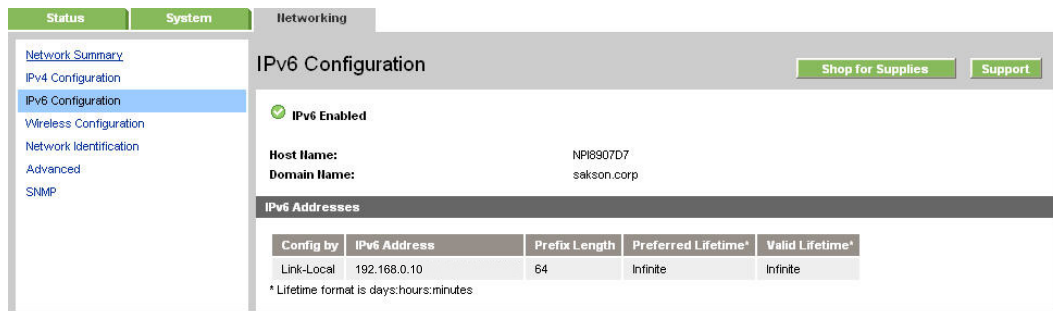 Status System Networking
Network Summary
IPv4 Configuration
IPv6 Configuration
Wireless Configuration
Network Identification
Advanced
SNMP
IPv6 Configuration
Shop for Supplies Support
IPv6 Enabled
Host Name: NPI8907D7
Domain Name: sakson.corp
IPv6 Addresses
Config by IPv6 Address Prefix Length Preferred Lifetime* Valid Lifetime*
Link-Local 192.168.0.10 64 Infinite Infinite
* Lifetime format is days:hours:minutes